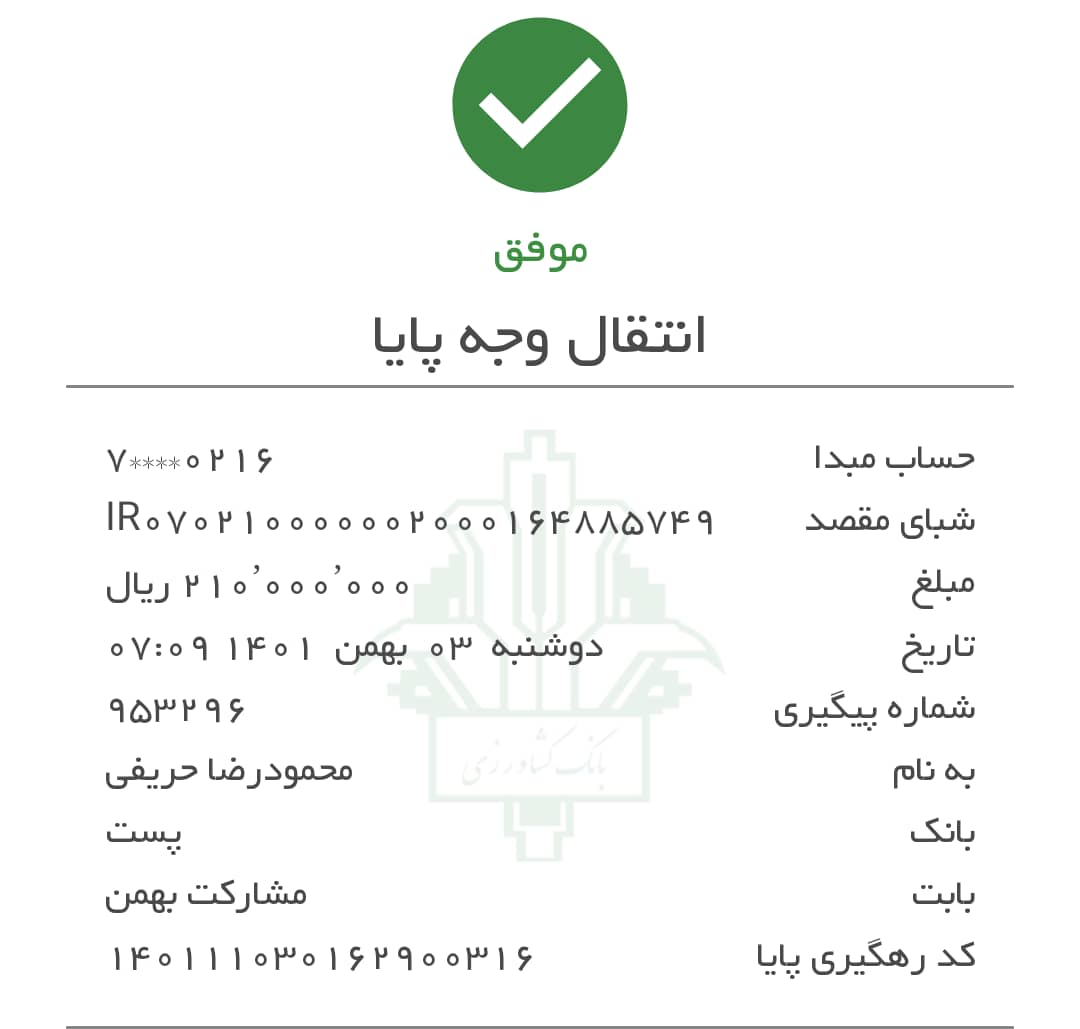 موفق
انتقال وجه پایا
حساب مبدا ۷****۰۲۱۶
شبای مقصد IR۰۷۰۲۱۰۰۰۰۰۰۲۰۰۰۱۶۴۸۸۵۷۴۹
مبلغ ۲۱۰٬۰۰۰٬۰۰۰ ریال
تاریخ دوشنبه ۰۳ بهمن ۱۴۰۱ ۰۷:۰۹
شماره پیگیری ۹۵۳۲۹۶
به نام محمودرضا حریفی
بانک پست
بابت مشارکت بهمن
بانک کشاورزی
کد رهگیری پایا ۱۴۰۱۱۱۰۳۰۱۶۲۹۰۰۳۱۶